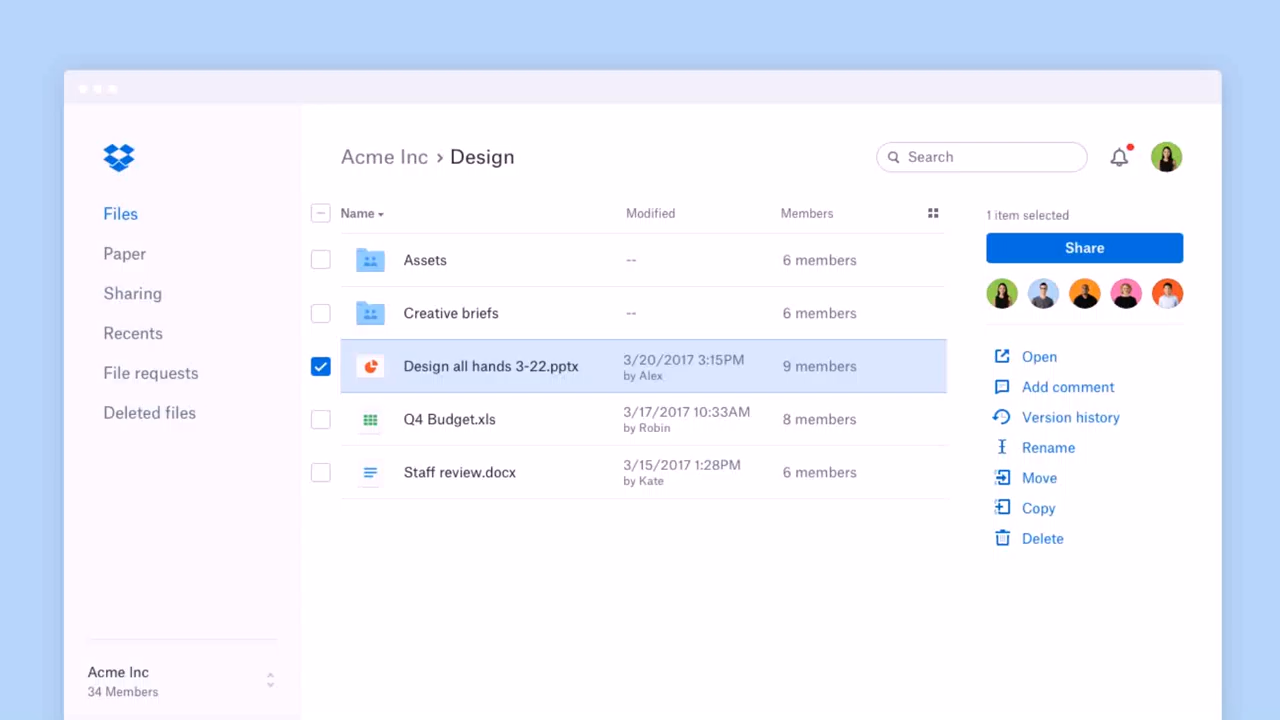 Acme Inc › Design
Search
Files
Paper
Sharing
Recents
File requests
Deleted files
Acme Inc
34 Members
Name Modified Members
Assets -- 6 members
Creative briefs -- 6 members
Design all hands 3-22.pptx 3/20/2017 3:15PM 9 members
by Alex
Q4 Budget.xls 3/17/2017 10:33AM 8 members
by Robin
Staff review.docx 3/15/2017 1:28PM 6 members
by Kate
1 item selected
Share
Open
Add comment
Version history
Rename
Move
Copy
Delete